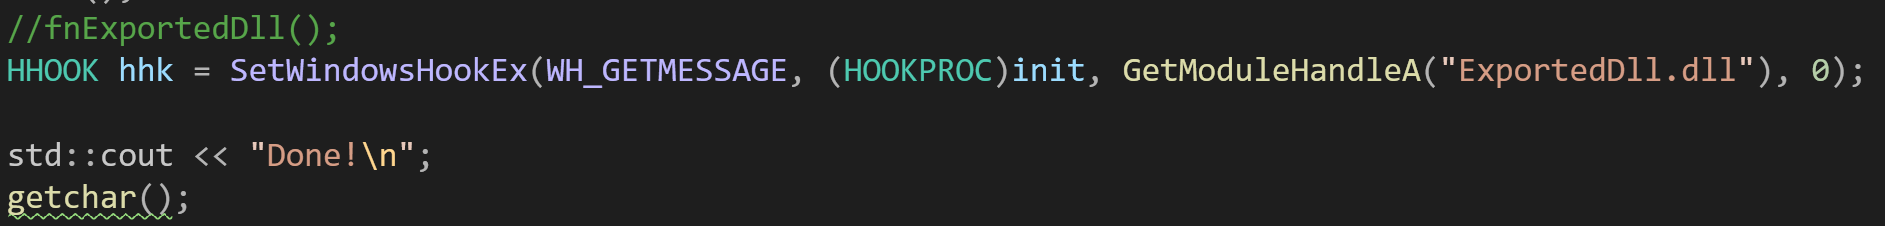 //fnExportedDll();
HHOOK hhk = SetWindowsHookEx(WH_GETMESSAGE, (HOOKPROC)init, GetModuleHandleA("ExportedDll.dll"), 0);
std::cout << "Done!\n";
getchar();